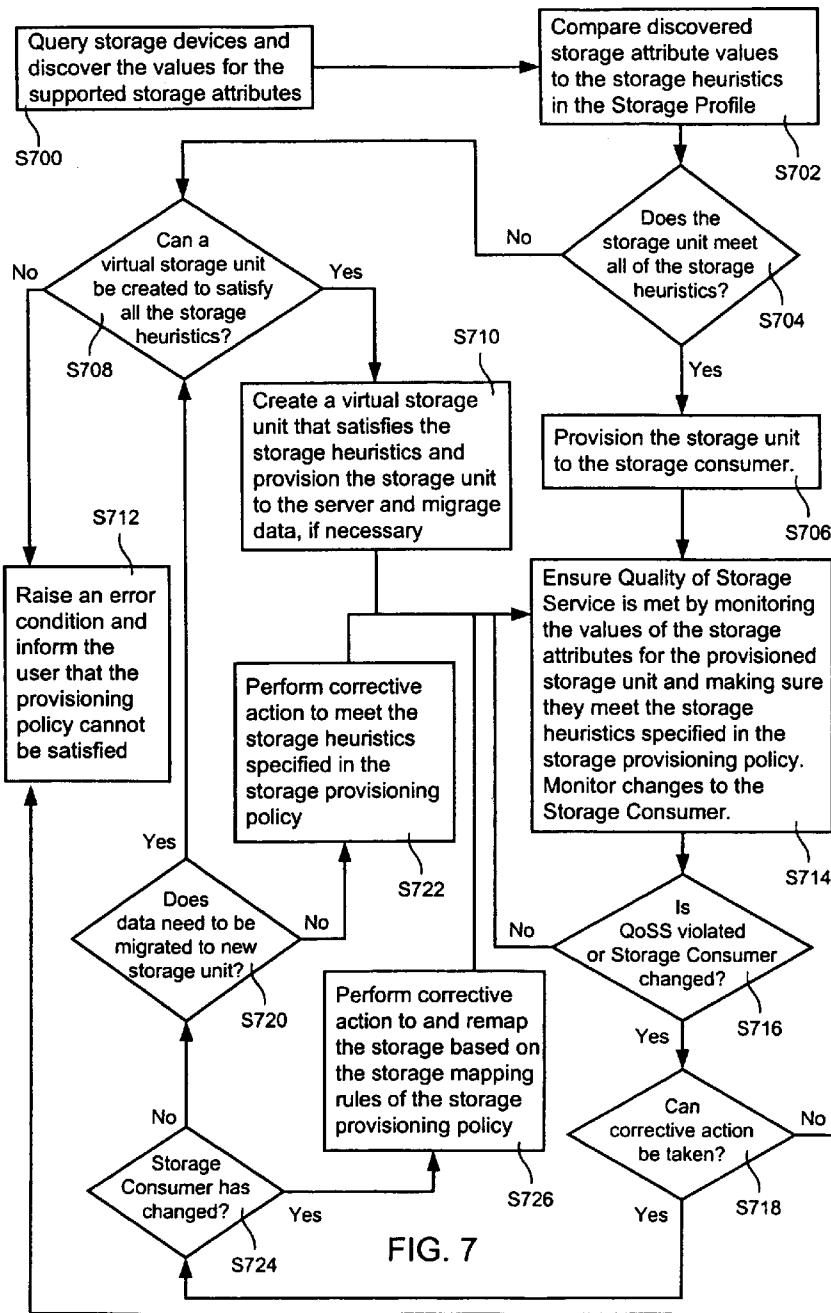 Query storage devices and
discover the values for the
supported storage attributes
S700
Compare discovered
storage attribute values
to the storage heuristics
in the Storage Profile
S702
Does the
storage unit meet
all of the storage
heuristics?
S704
No
Yes
Can a
virtual storage unit
be created to satisfy
all the storage
heuristics?
S708
No
Yes
S710
Create a virtual storage
unit that satisfies the
storage heuristics and
provision the storage unit
to the server and migrage
data, if necessary
Provision the storage unit
to the storage consumer.
S706
S712
Raise an error
condition and
inform the
user that the
provisioning
policy cannot
be satisfied
Perform corrective
action to meet the
storage heuristics
specified in the
storage provisioning
policy
S722
Ensure Quality of Storage
Service is met by monitoring
the values of the storage
attributes for the provisioned
storage unit and making sure
they meet the storage
heuristics specified in the
storage provisioning policy.
Monitor changes to the
Storage Consumer.
S714
Yes
Does
data need to be
migrated to new
storage unit?
S720
No
Is
QoSS violated
or Storage Consumer
changed?
S716
No
Yes
Perform corrective
action to and remap
the storage based on
the storage mapping
rules of the storage
provisioning policy
S726
Can
corrective action
be taken?
S718
No
Yes
No
Storage
Consumer has
changed?
S724
Yes
FIG. 7